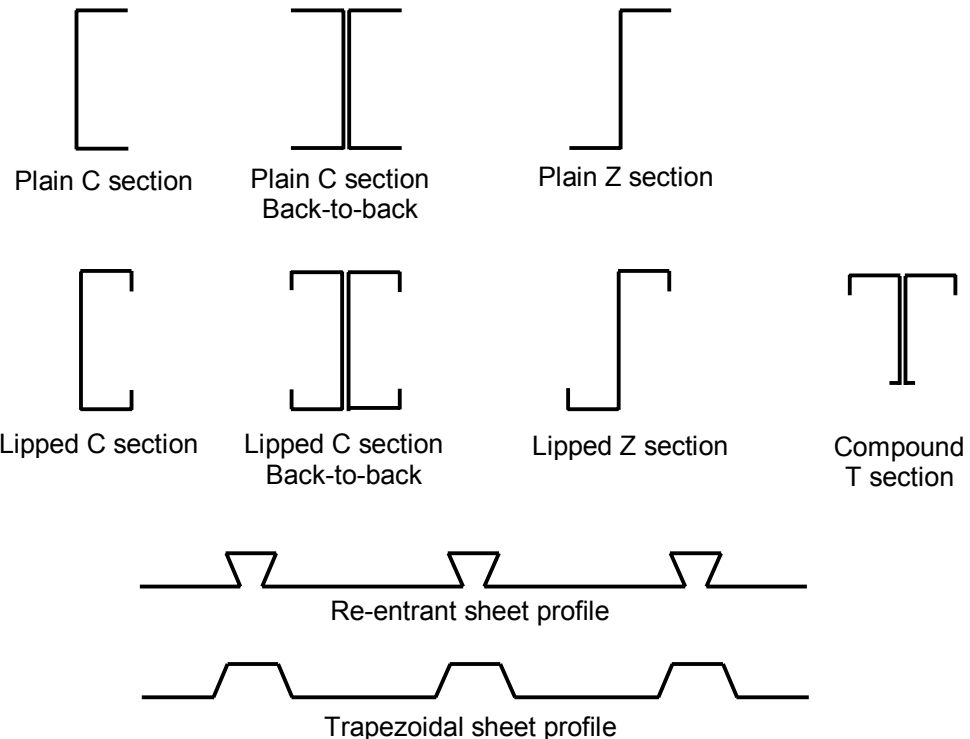 Plain C section
Plain C section
Back-to-back
Plain Z section
Lipped C section
Lipped C section
Back-to-back
Lipped Z section
Compound
T section
Re-entrant sheet profile
Trapezoidal sheet profile